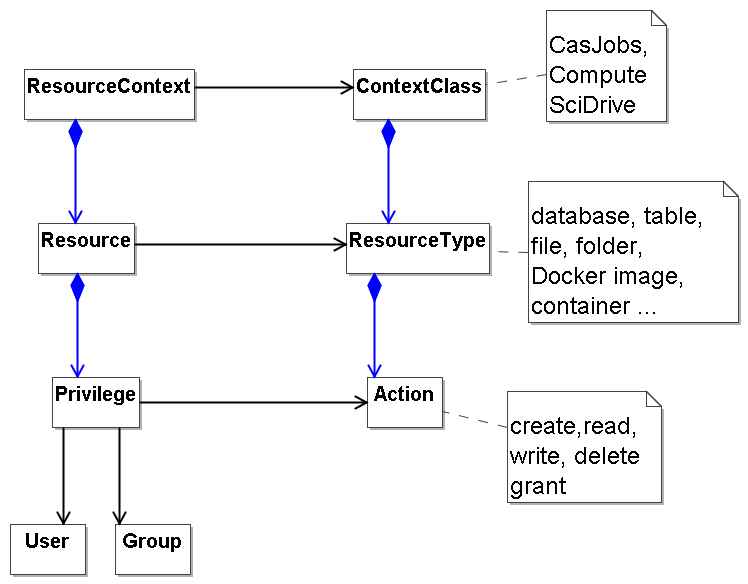 ResourceContext
ContextClass
CasJobs,
Compute
SciDrive
Resource
ResourceType
database, table,
file, folder,
Docker image,
container ...
Privilege
Action
create,read,
write, delete
grant
User
Group